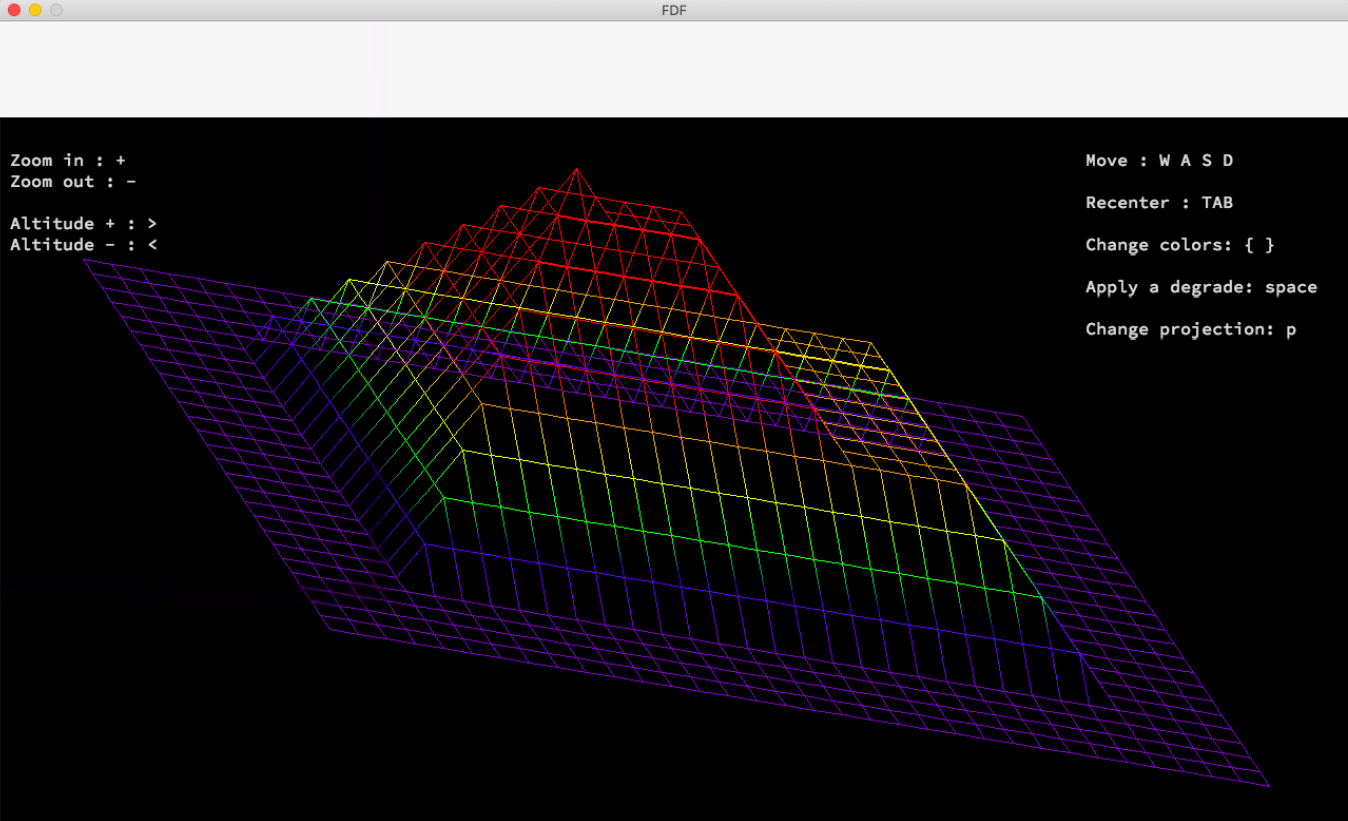 FDF
Zoom in : +
Zoom out : -
Altitude + : >
Altitude - : <
Move : W A S D
Recenter : TAB
Change colors: { }
Apply a degrade: space
Change projection: p